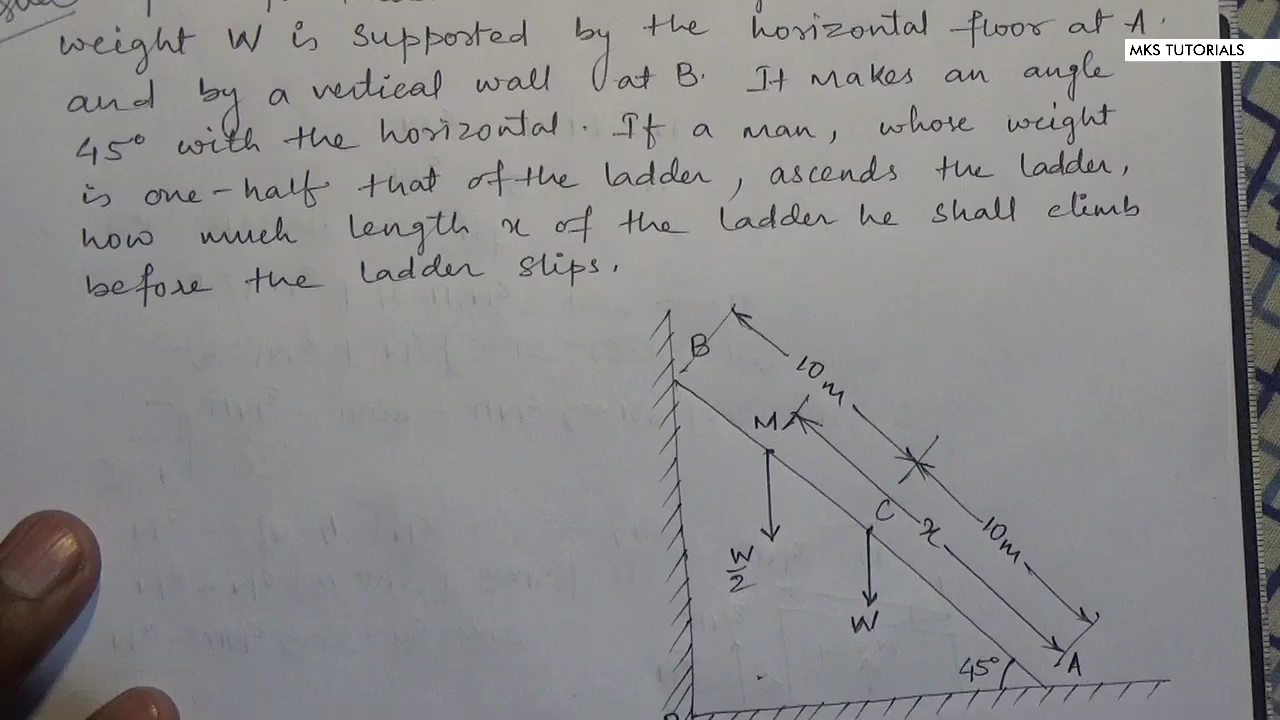 weight W is supported by the horizontal floor at A.
MKS TUTORIALS
and by a vertical wall at B. It makes an angle
45° with the horizontal. If a man, whose weight
is one-half that of the ladder, ascends the ladder,
how much length x of the ladder he shall climb
before the ladder slips.
B
10m
M
C
x
10m
W/2
W
45°
A